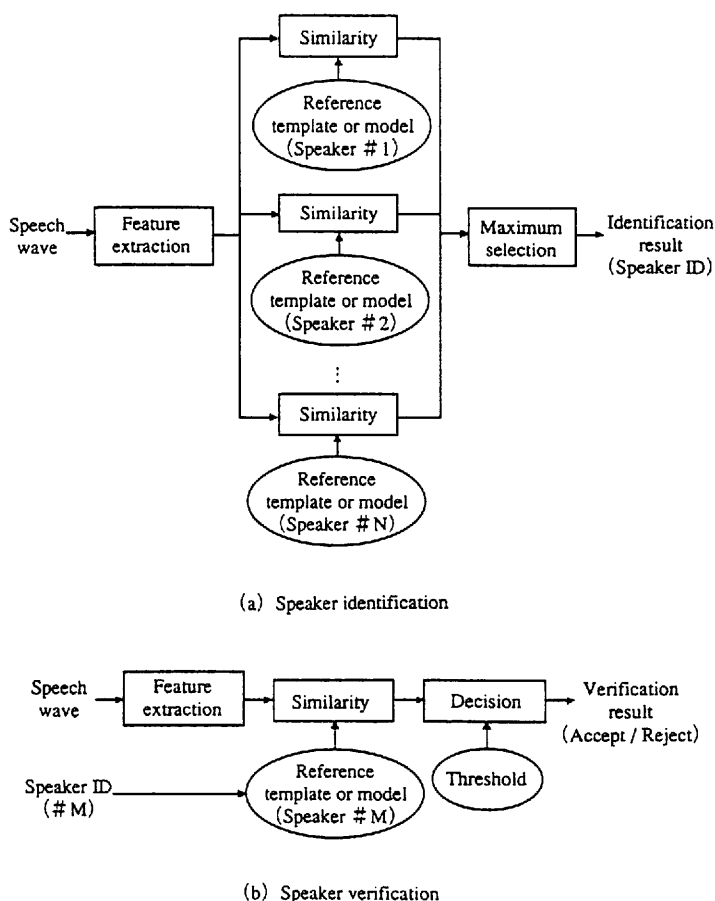 Similarity
Reference
template or model
(Speaker #1)
Speech
wave
Feature
extraction
Similarity
Reference
template or model
(Speaker #2)
Maximum
selection
Identification
result
(Speaker ID)
⋮
Similarity
Reference
template or model
(Speaker #N)
(a) Speaker identification
Speech
wave
Feature
extraction
Similarity
Decision
Verification
result
(Accept / Reject)
Speaker ID
(#M)
Reference
template or model
(Speaker #M)
Threshold
(b) Speaker verification